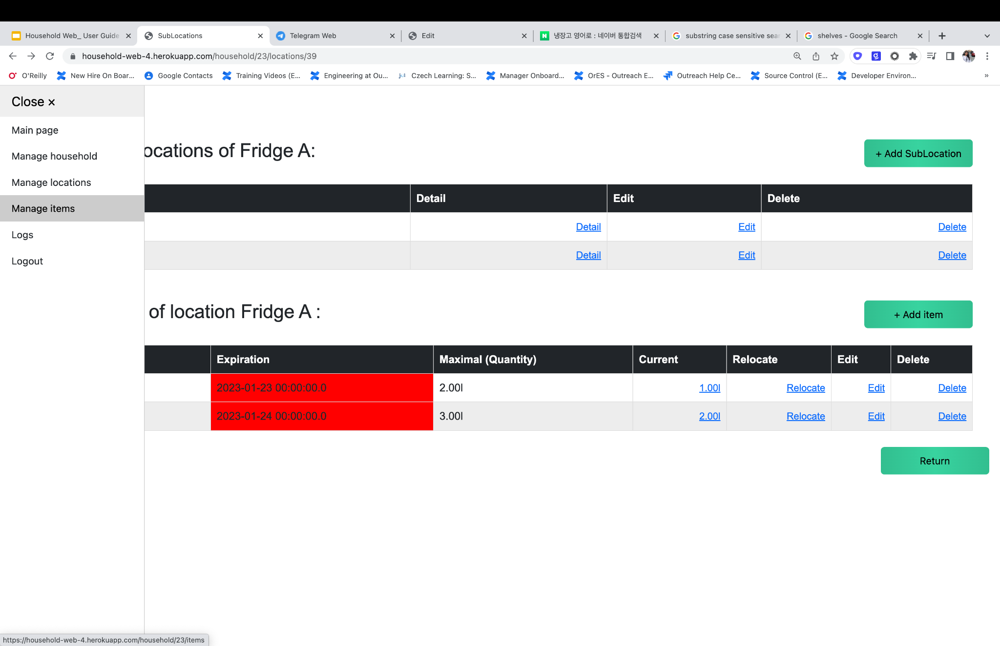 Household Web_ User Guide
SubLocations
Telegram Web
Edit
냉장고 영어로 : 네이버 통합검색
substring case sensitive sear
shelves - Google Search
household-web-4.herokuapp.com/household/23/locations/39
O'Reilly
New Hire On Boar...
Google Contacts
Training Videos (E...
Engineering at Ou...
Czech Learning: S...
Manager Onboard...
OrES - Outreach E...
Outreach Help Ce...
Source Control (E...
Developer Environ...
»
Close ×
Main page
Manage household
Manage locations
Manage items
Logs
Logout
ocations of Fridge A:
+ Add SubLocation
Detail Edit Delete
Detail Edit Delete
Detail Edit Delete
of location Fridge A :
+ Add item
Expiration Maximal (Quantity) Current Relocate Edit Delete
2023-01-23 00:00:00.0 2.00l 1.00l Relocate Edit Delete
2023-01-24 00:00:00.0 3.00l 2.00l Relocate Edit Delete
Return
https://household-web-4.herokuapp.com/household/23/items